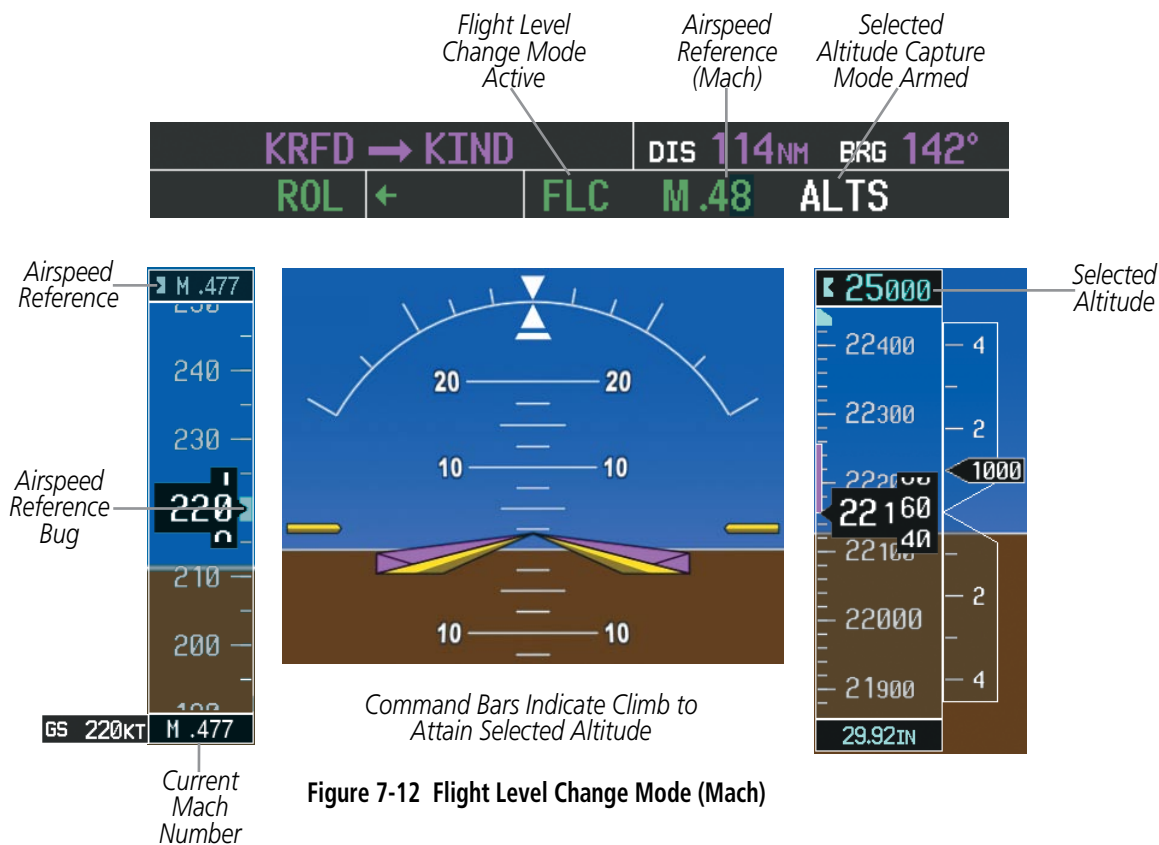 Flight Level
Change Mode
Active
Airspeed
Reference
(Mach)
Selected
Altitude Capture
Mode Armed
KRFD → KIND DIS 114NM BRG 142°
ROL ← FLC M .48 ALTS
Airspeed
Reference
M .477
240
230
220
210
200
Airspeed
Reference
Bug
GS 220KT M .477
Current
Mach
Number
20 20
10 10
10 10
Command Bars Indicate Climb to
Attain Selected Altitude
25000
Selected
Altitude
22400
22300
22160
40
22100
22000
21900
4
2
1000
2
4
29.92IN
Figure 7-12 Flight Level Change Mode (Mach)